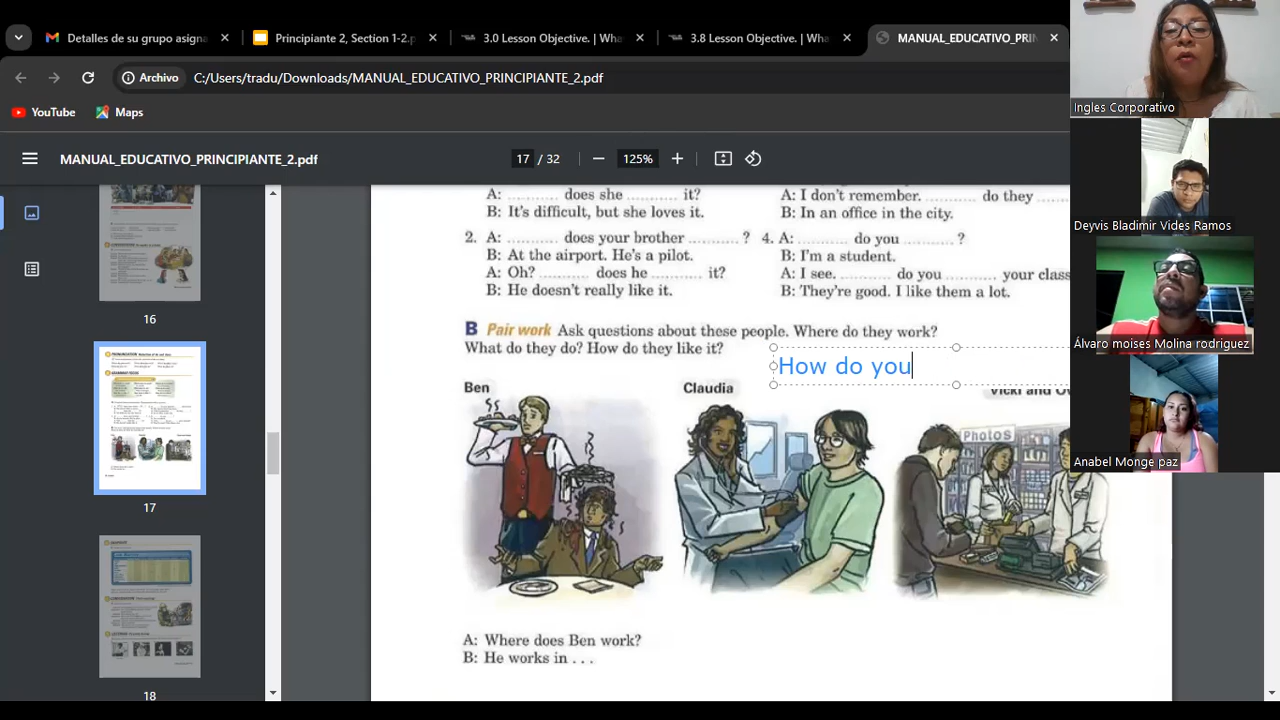 Detalles de su grupo asigna
Principiante 2, Section 1-2.p
3.0 Lesson Objective. | Wha
3.8 Lesson Objective. | Wha
MANUAL_EDUCATIVO_PRIN
Archivo
C:/Users/tradu/Downloads/MANUAL_EDUCATIVO_PRINCIPIANTE_2.pdf
YouTube
Maps
MANUAL_EDUCATIVO_PRINCIPIANTE_2.pdf
17 / 32
125%
16
17
18
A: .......... does she .......... it?
B: It's difficult, but she loves it.
2. A: .......... does your brother .......... ?
B: At the airport. He's a pilot.
A: Oh? .......... does he .......... it?
B: He doesn't really like it.
A: I don't remember. .......... do they
B: In an office in the city.
4. A: .......... do you .......... ?
B: I'm a student.
A: I see. .......... do you .......... your class
B: They're good. I like them a lot.
B Pair work Ask questions about these people. Where do they work?
What do they do? How do they like it?
How do you
Ben
Claudia
Vicki and Ow
Photos
A: Where does Ben work?
B: He works in . . .
Ingles Corporativo
Deyvis Bladimir Vides Ramos
Álvaro moises Molina rodriguez
Anabel Monge paz